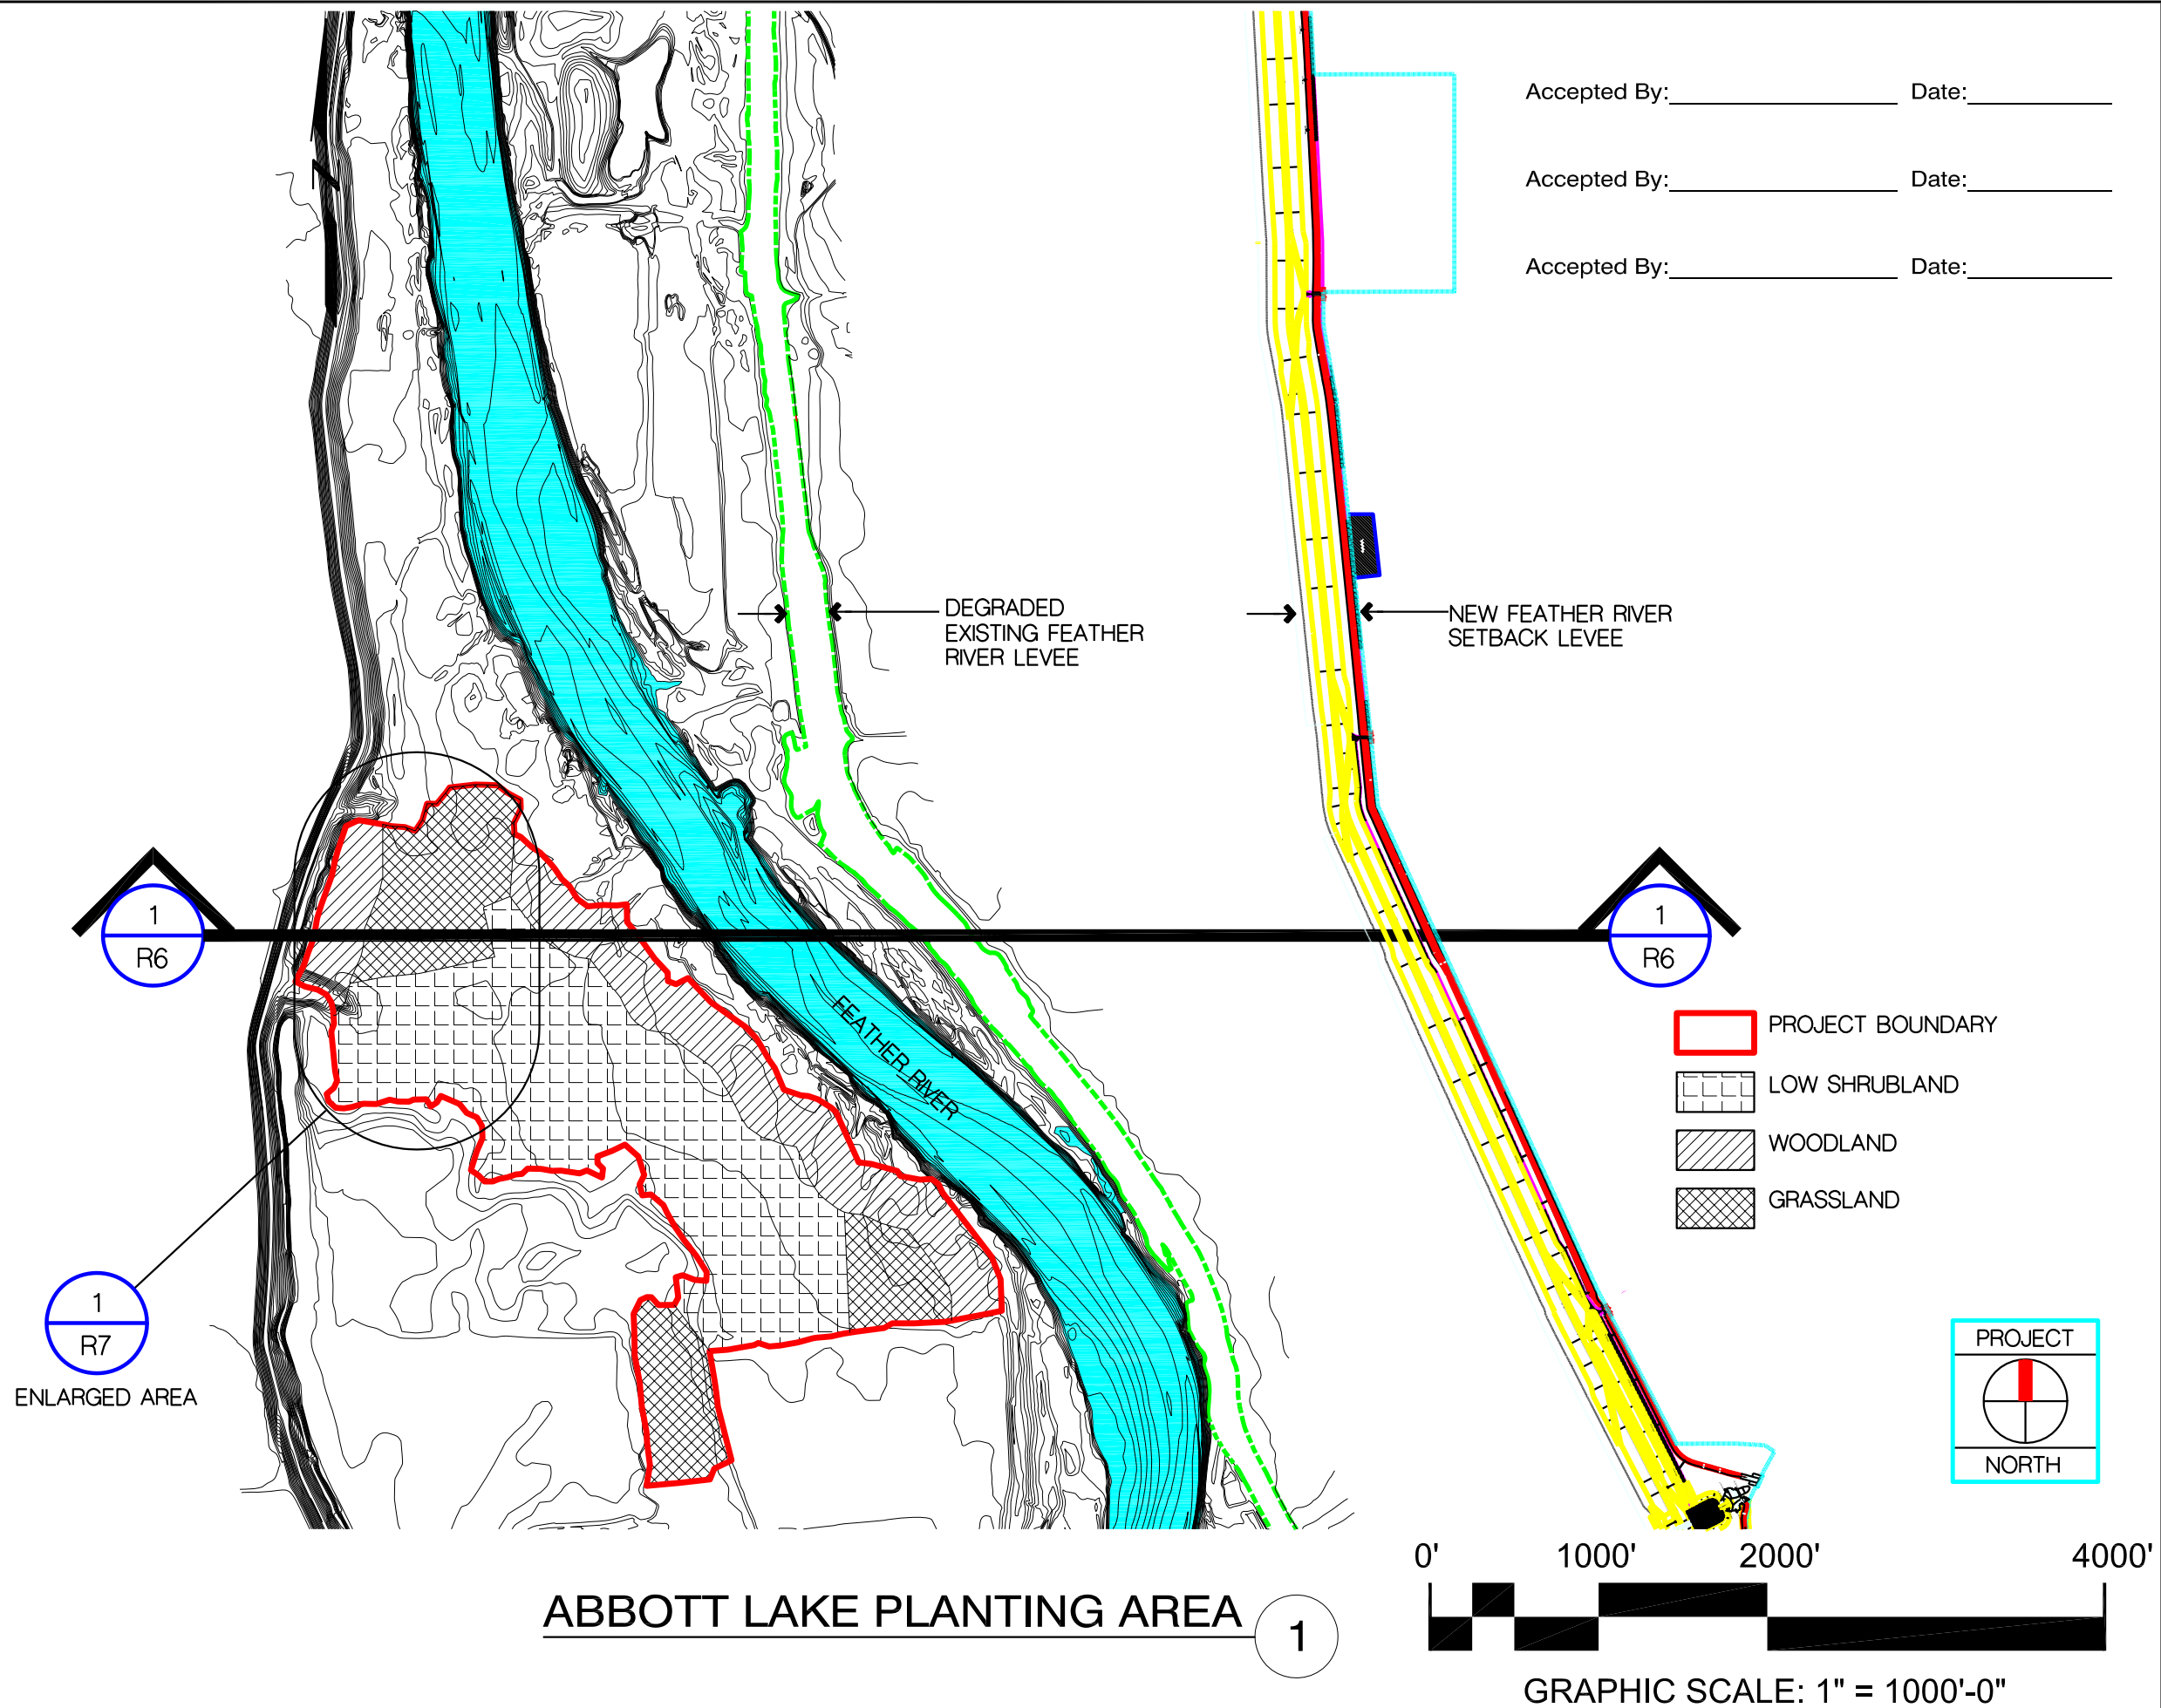 Accepted By: Date:
Accepted By: Date:
Accepted By: Date:
DEGRADED
EXISTING FEATHER
RIVER LEVEE
NEW FEATHER RIVER
SETBACK LEVEE
1
R6
1
R6
FEATHER RIVER
PROJECT BOUNDARY
LOW SHRUBLAND
WOODLAND
GRASSLAND
1
R7
ENLARGED AREA
PROJECT
NORTH
0' 1000' 2000' 4000'
ABBOTT LAKE PLANTING AREA 1
GRAPHIC SCALE: 1" = 1000'-0"